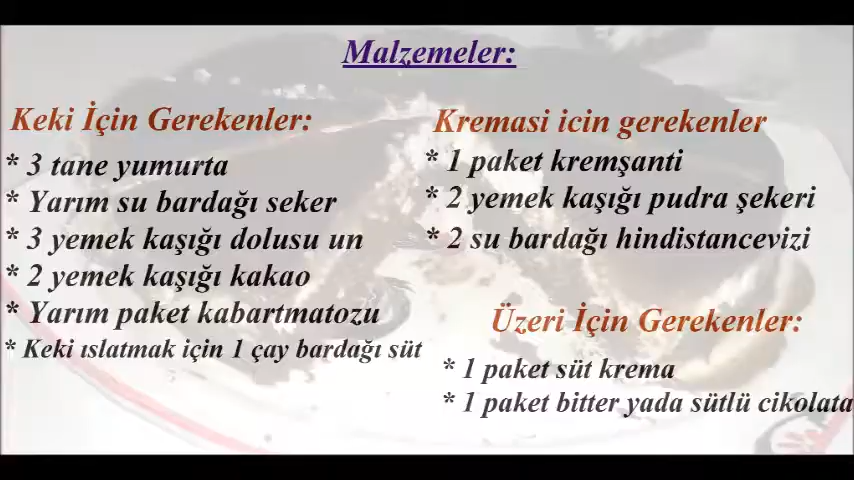 Malzemeler:
Keki İçin Gerekenler:
* 3 tane yumurta
* Yarım su bardağı seker
* 3 yemek kaşığı dolusu un
* 2 yemek kaşığı kakao
* Yarım paket kabartmatozu
* Keki ıslatmak için 1 çay bardağı süt
Kremasi icin gerekenler
* 1 paket kremşanti
* 2 yemek kaşığı pudra şekeri
* 2 su bardağı hindistancevizi
Üzeri İçin Gerekenler:
* 1 paket süt krema
* 1 paket bitter yada sütlü cikolata